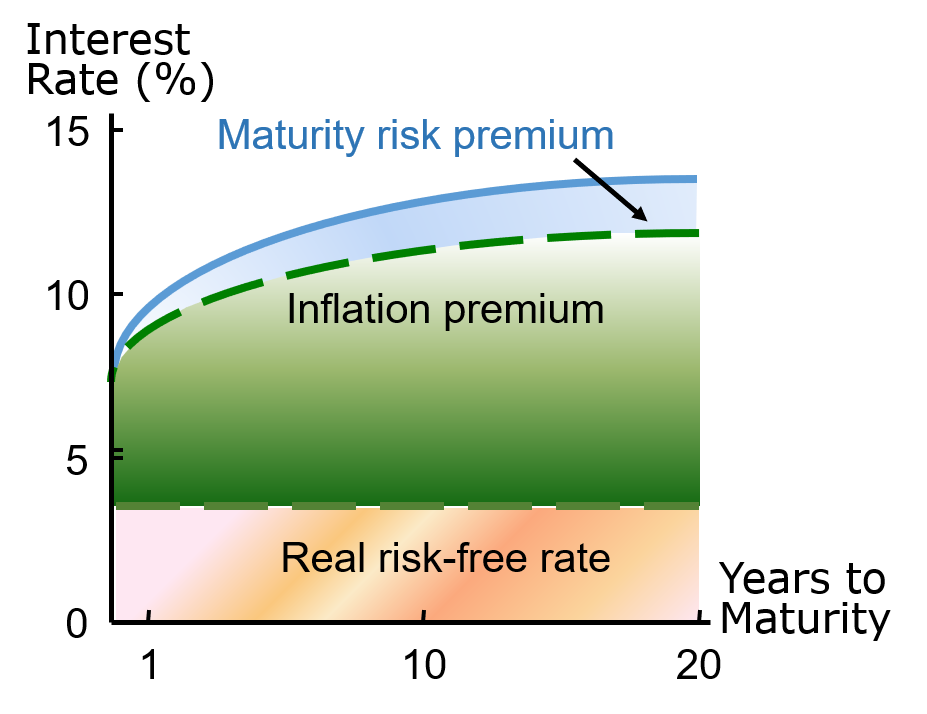 Interest
Rate (%)
15
Maturity risk premium
10
Inflation premium
5
Real risk-free rate
Years to
Maturity
0
1
10
20